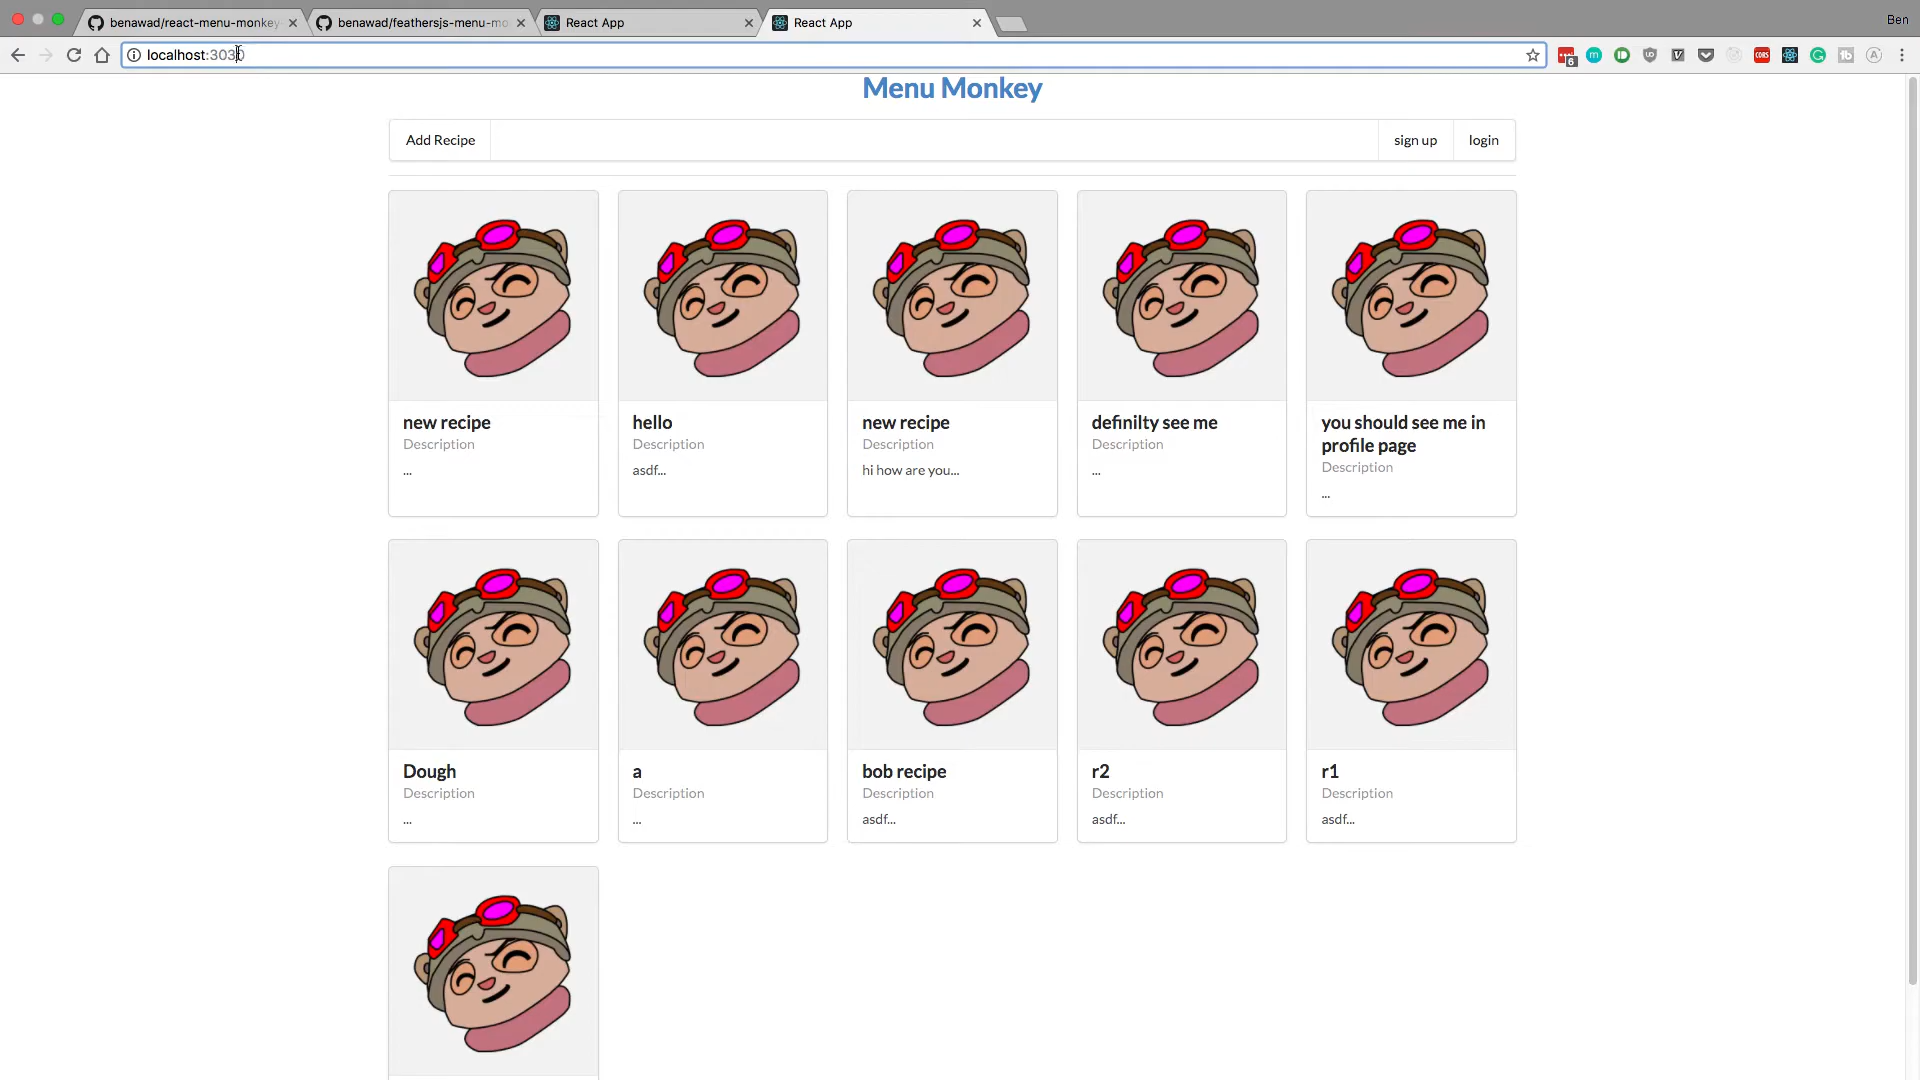 benawad/react-menu-monkey
benawad/feathersjs-menu-mo
React App
React App
Ben
localhost:3030
6
CORS
Menu Monkey
Add Recipe
sign up
login
new recipe
Description
...
hello
Description
asdf...
new recipe
Description
hi how are you...
definilty see me
Description
...
you should see me in
profile page
Description
...
Dough
Description
...
a
Description
...
bob recipe
Description
asdf...
r2
Description
asdf...
r1
Description
asdf...